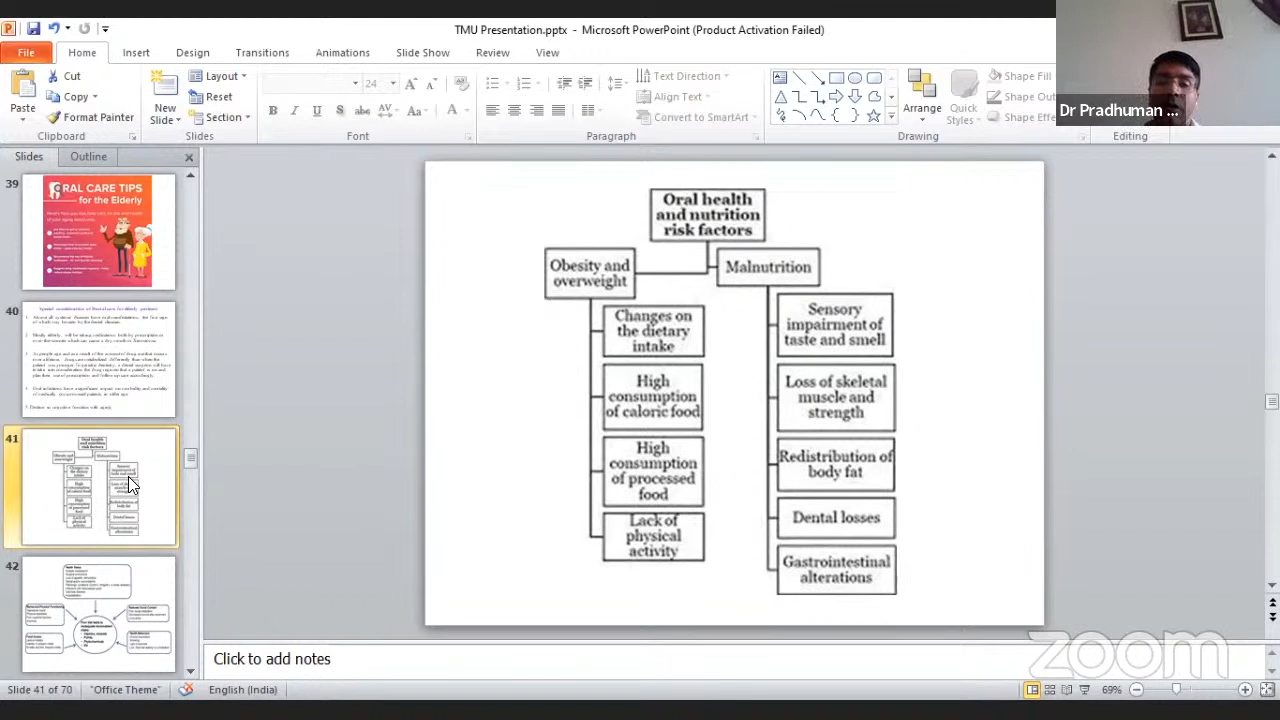 TMU Presentation.pptx - Microsoft PowerPoint (Product Activation Failed)
File Home Insert Design Transitions Animations Slide Show Review View
Paste
Cut
Copy
Format Painter
Clipboard
New
Slide
Layout
Reset
Section
Slides
24
Font
Text Direction
Align Text
Convert to SmartArt
Paragraph
Arrange
Quick
Styles
Shape Fill
Shape Ou
Shape Effe
Drawing
Editing
Dr Pradhuman ...
Slides Outline
39
ORAL CARE TIPS
for the Elderly
40
41
42
Oral health
and nutrition
risk factors
Obesity and
overweight
Changes on
the dietary
intake
High
consumption
of caloric food
High
consumption
of processed
food
Lack of
physical
activity
Malnutrition
Sensory
impairment of
taste and smell
Loss of skeletal
muscle and
strength
Redistribution of
body fat
Dental losses
Gastrointestinal
alterations
Click to add notes
zoom
Slide 41 of 70 "Office Theme" English (India) 69%